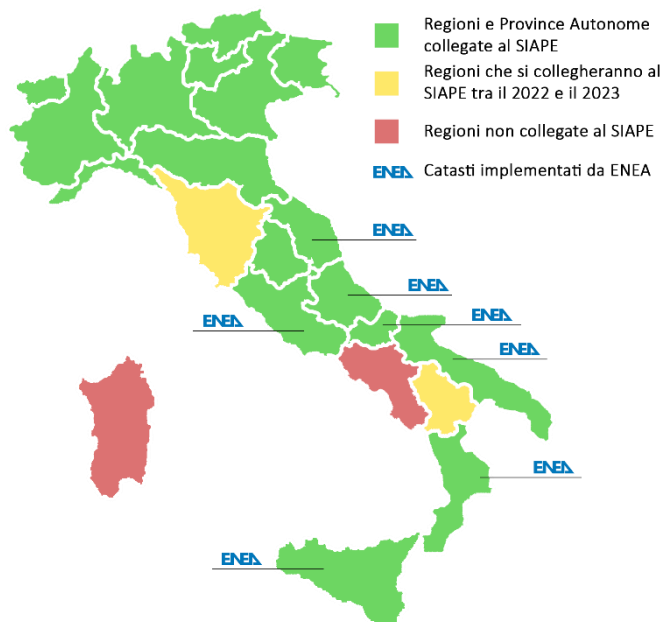 Regioni e Province Autonome
collegate al SIAPE
Regioni che si collegheranno al
SIAPE tra il 2022 e il 2023
Regioni non collegate al SIAPE
ENEA Catasti implementati da ENEA
ENEA
ENEA
ENEA
ENEA
ENEA
ENEA
ENEA